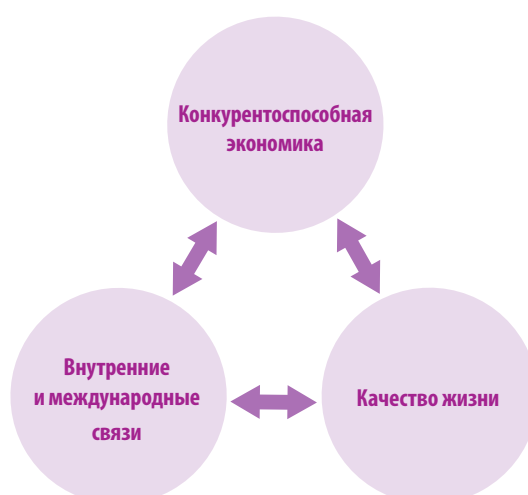 Конкурентоспособная
экономика
Внутренние
и международные
связи
Качество жизни